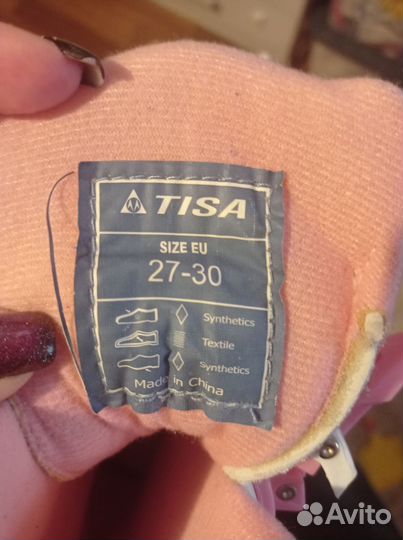 TISA
SIZE EU
27-30
Synthetics
Textile
Synthetics
Made in China
Avito